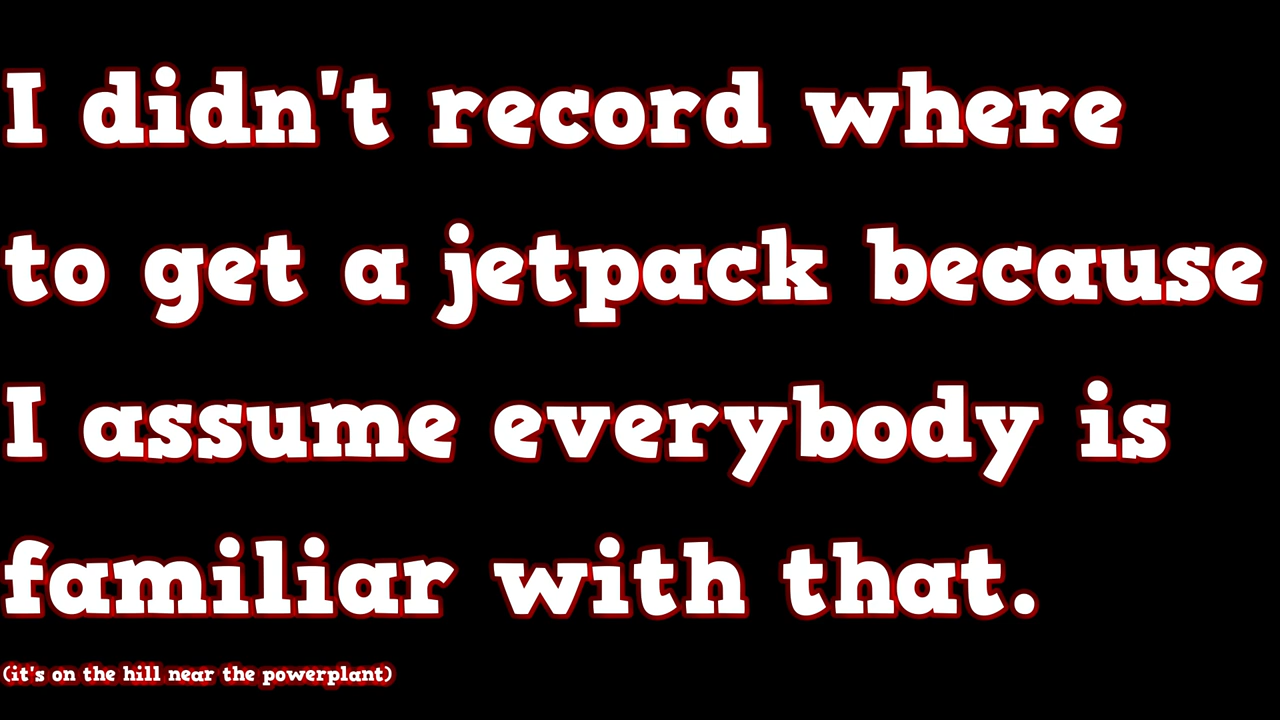 I didn't record where
to get a jetpack because
I assume everybody is
familiar with that.
(it's on the hill near the powerplant)